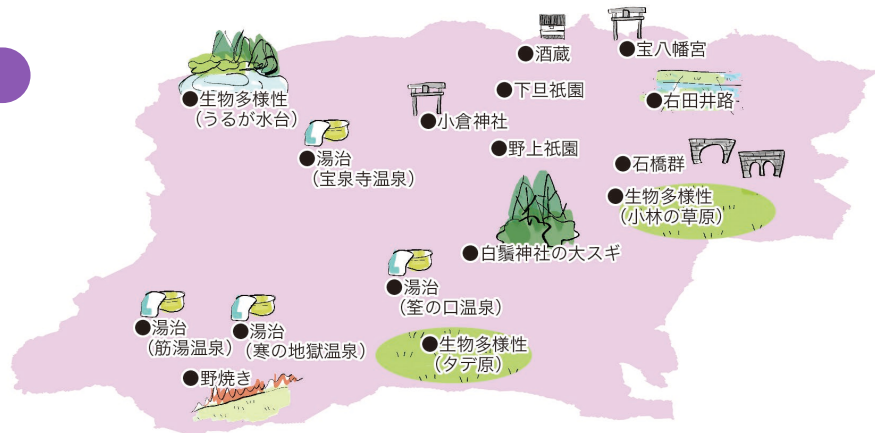 ●酒蔵
●宝八幡宮
●生物多様性
（うるが水台）
●下旦祇園
●右田井路
●小倉神社
●湯治
（宝泉寺温泉）
●野上祇園
●石橋群
●生物多様性
（小林の草原）
●白鬚神社の大スギ
●湯治
（筌の口温泉）
●湯治
（筋湯温泉）
●湯治
（寒の地獄温泉）
●生物多様性
（タデ原）
●野焼き